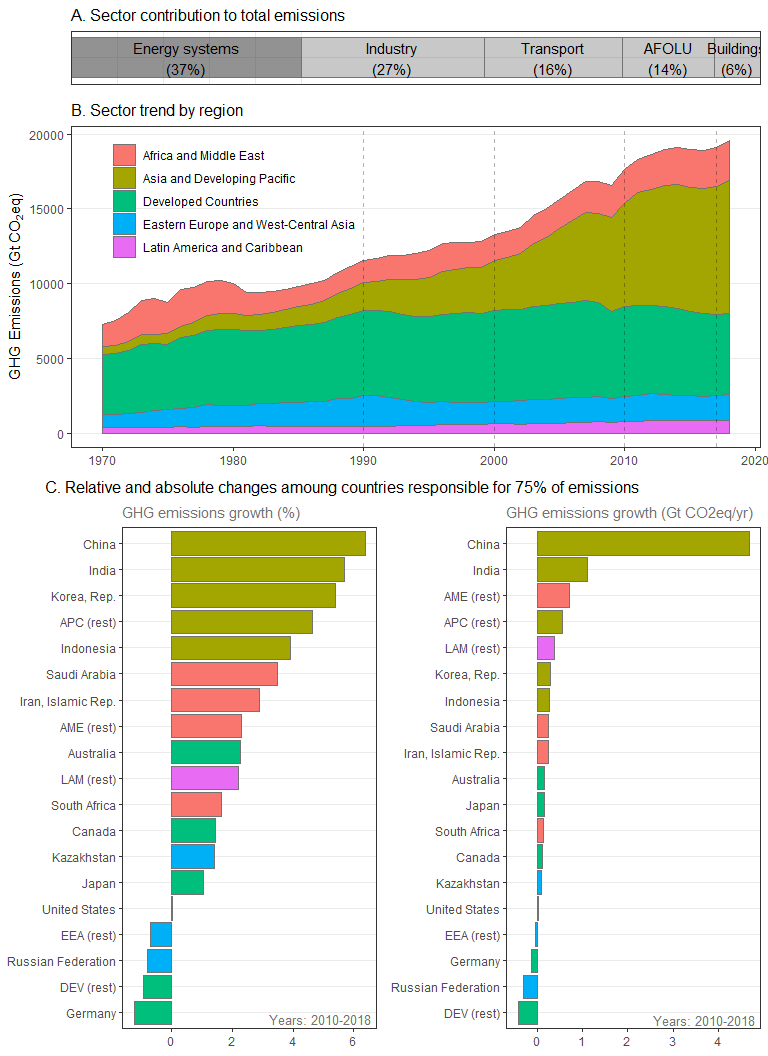 A. Sector contribution to total emissions
Energy systems Industry Transport AFOLU Buildings
(37%) (27%) (16%) (14%) (6%)
B. Sector trend by region
GHG Emissions (Gt CO2eq)
20000
15000
10000
5000
0
Africa and Middle East
Asia and Developing Pacific
Developed Countries
Eastern Europe and West-Central Asia
Latin America and Caribbean
1970 1980 1990 2000 2010 2020
C. Relative and absolute changes amoung countries responsible for 75% of emissions
GHG emissions growth (%)
China
India
Korea, Rep.
APC (rest)
Indonesia
Saudi Arabia
Iran, Islamic Rep.
AME (rest)
Australia
LAM (rest)
South Africa
Canada
Kazakhstan
Japan
United States
EEA (rest)
Russian Federation
DEV (rest)
Germany
Years: 2010-2018
0 2 4 6
GHG emissions growth (Gt CO2eq/yr)
China
India
AME (rest)
APC (rest)
LAM (rest)
Korea, Rep.
Indonesia
Saudi Arabia
Iran, Islamic Rep.
Australia
Japan
South Africa
Canada
Kazakhstan
United States
EEA (rest)
Germany
Russian Federation
DEV (rest)
Years: 2010-2018
0 1 2 3 4